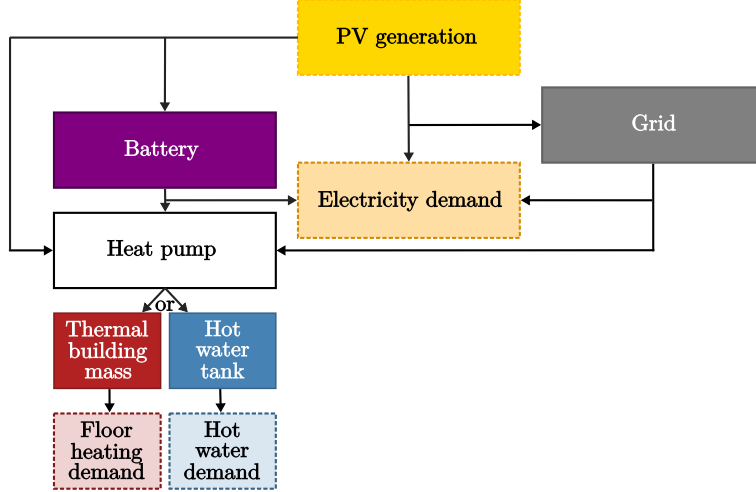 PV generation
Grid
Battery
Electricity demand
Heat pump
or
Thermal
building
mass
Hot
water
tank
Floor
heating
demand
Hot
water
demand